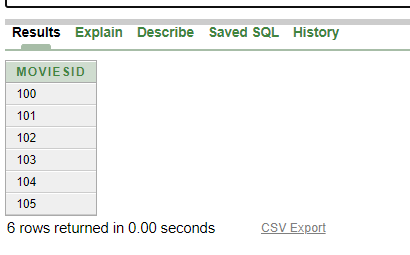 Results Explain Describe Saved SQL History
MOVIESID
100
101
102
103
104
105
6 rows returned in 0.00 seconds CSV Export